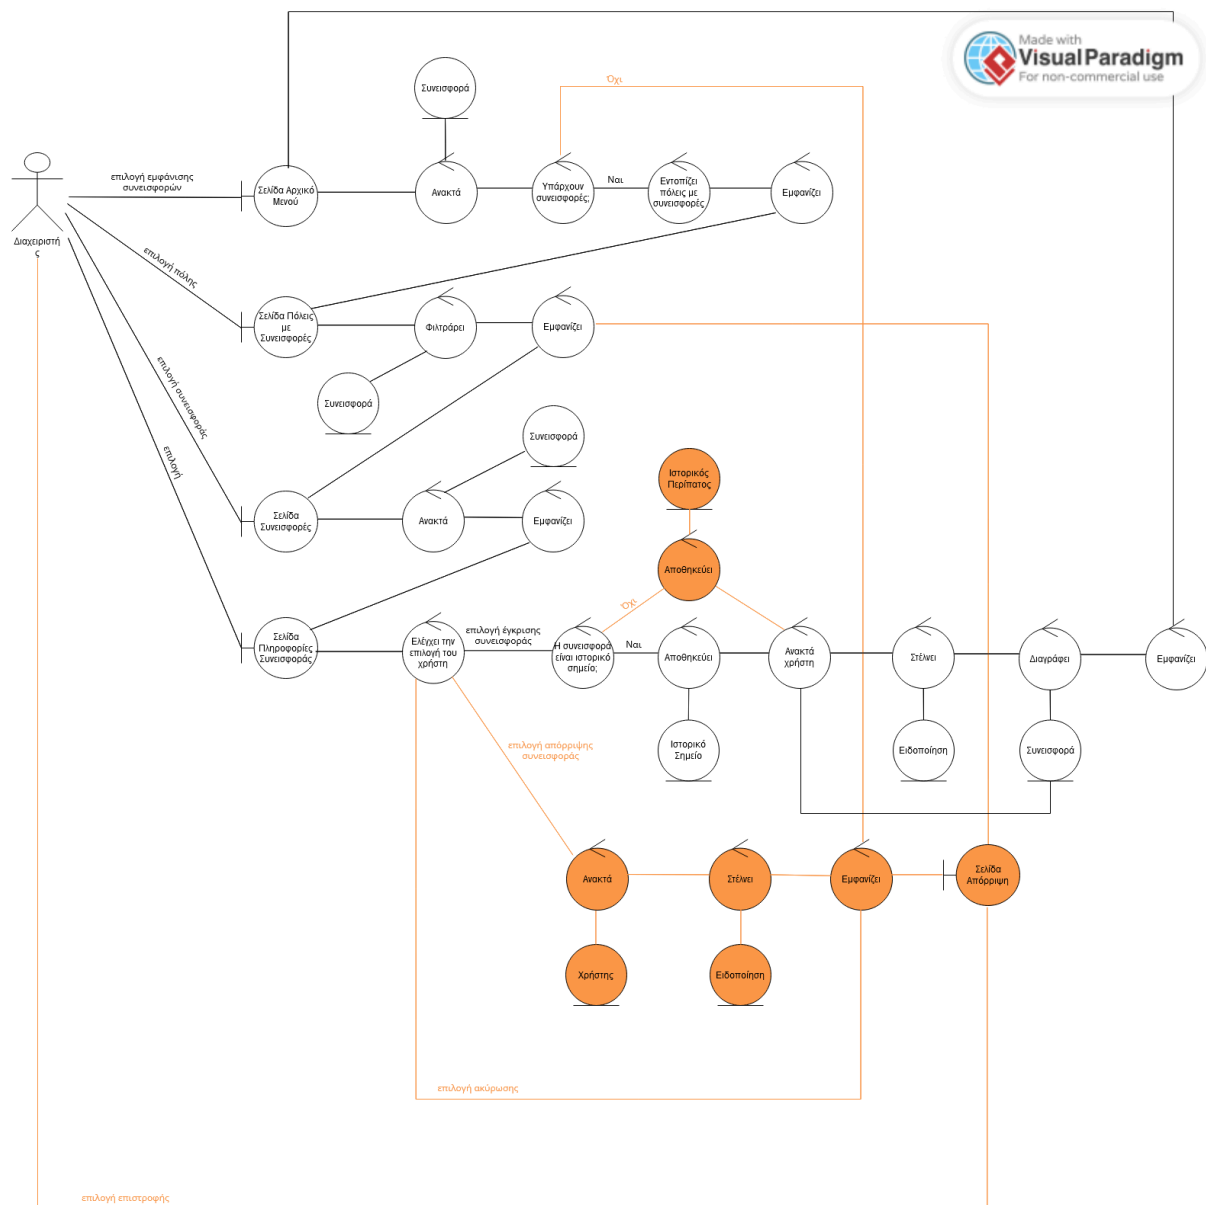 Made with
Visual Paradigm
For non-commercial use
Όχι
Συνεισφορά
επιλογή εμφάνισης
συνεισφορών
Σελίδα Αρχικό
Μενού
Ανακτά
Υπάρχουν
συνεισφορές;
Ναι
Εντοπίζει
πόλεις με
συνεισφορές
Εμφανίζει
Διαχειριστή
ς
επιλογή πόλης
Σελίδα Πόλεις
με
Συνεισφορές
Φιλτράρει
Εμφανίζει
επιλογή συνεισφοράς
Συνεισφορά
Συνεισφορά
επιλογή
Ιστορικός
Περίπατος
Σελίδα
Συνεισφορές
Ανακτά
Εμφανίζει
Αποθηκεύει
Όχι
Σελίδα
Πληροφορίες
Συνεισφοράς
Ελέγχει την
επιλογή του
χρήστη
επιλογή έγκρισης
συνεισφοράς
Η συνεισφορά
είναι ιστορικό
σημείο;
Ναι
Αποθηκεύει
Ανακτά
χρήστη
Στέλνει
Διαγράφει
Εμφανίζει
επιλογή απόρριψης
συνεισφοράς
Ιστορικό
Σημείο
Ειδοποίηση
Συνεισφορά
Ανακτά
Στέλνει
Εμφανίζει
Σελίδα
Απόρριψη
Χρήστης
Ειδοποίηση
επιλογή ακύρωσης
επιλογή επιστροφής